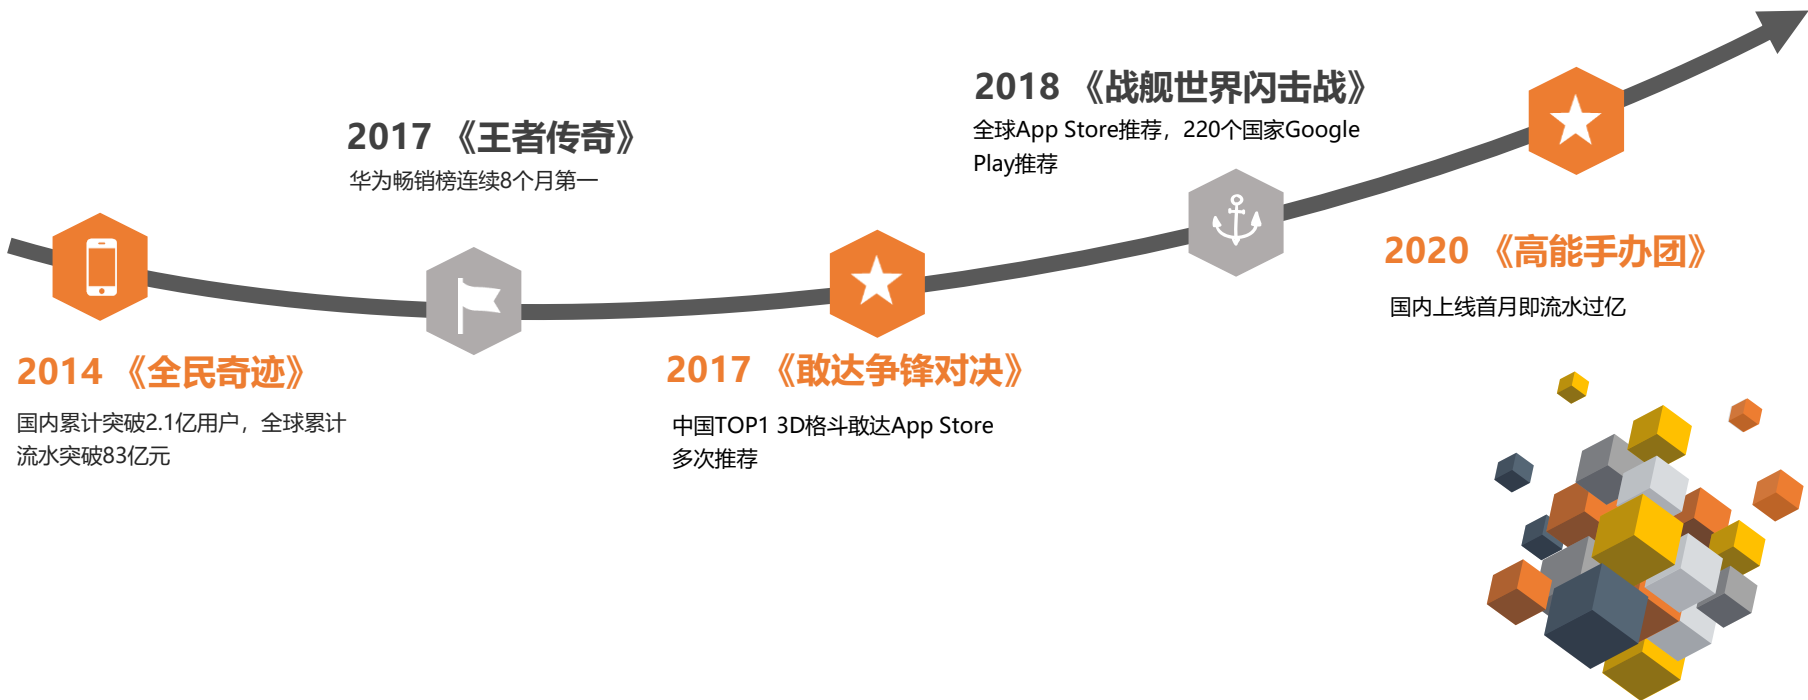 2014 《全民奇迹》
国内累计突破2.1亿用户，全球累计
流水突破83亿元
2017 《王者传奇》
华为畅销榜连续8个月第一
2017 《敢达争锋对决》
中国TOP1 3D格斗敢达App Store
多次推荐
2018 《战舰世界闪击战》
全球App Store推荐，220个国家Google
Play推荐
2020 《高能手办团》
国内上线首月即流水过亿